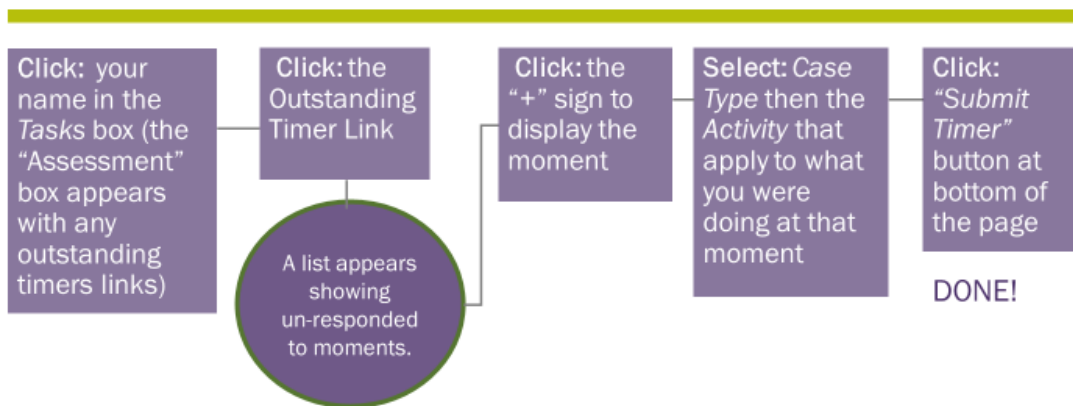 Click: your
name in the
Tasks box (the
“Assessment”
box appears
with any
outstanding
timers links)
Click: the
Outstanding
Timer Link
A list appears
showing
un-responded
to moments.
Click: the
“+” sign to
display the
moment
Select: Case
Type then the
Activity that
apply to what
you were
doing at that
moment
Click:
“Submit
Timer”
button at
bottom of
the page
DONE!